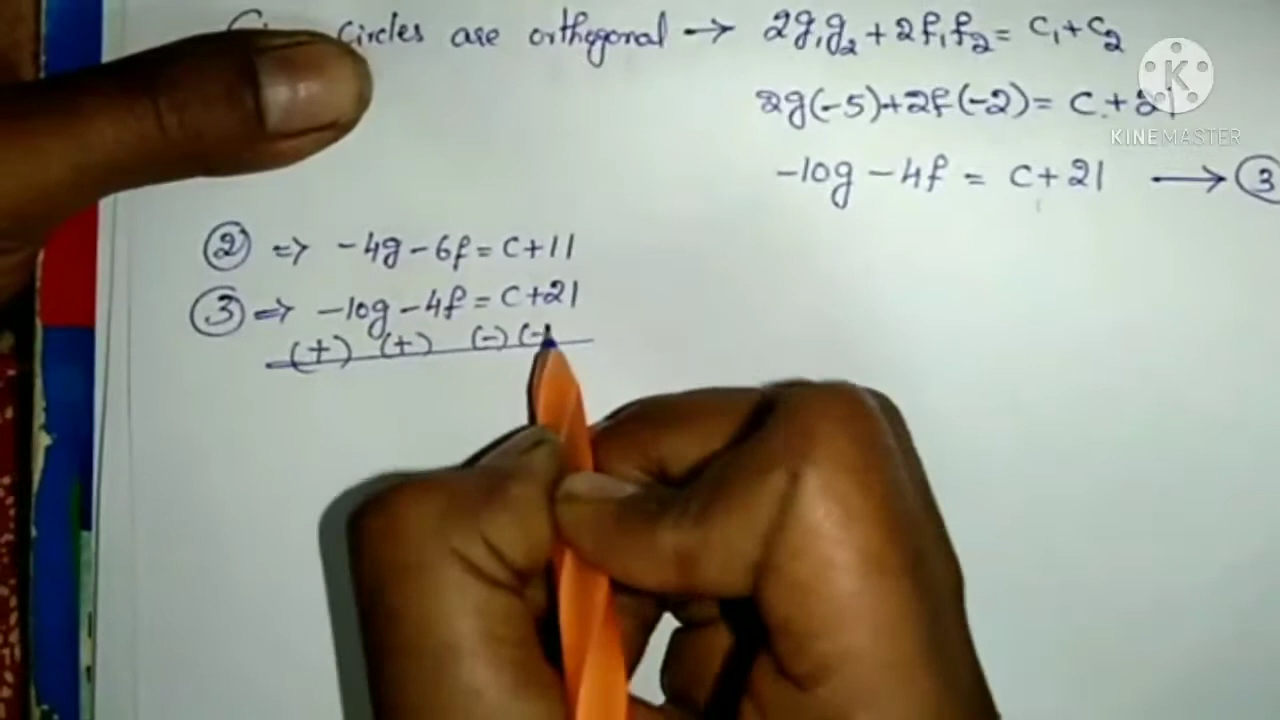 circles are orthogonal → 2g₁g₂ + 2f₁f₂ = c₁ + c₂
2g(-5) + 2f(-2) = c + 21
KINEMASTER
-10g - 4f = c + 21 → ③
② ⇒ -4g - 6f = c + 11
③ ⇒ -10g - 4f = c + 21
(+) (+) (-) (-